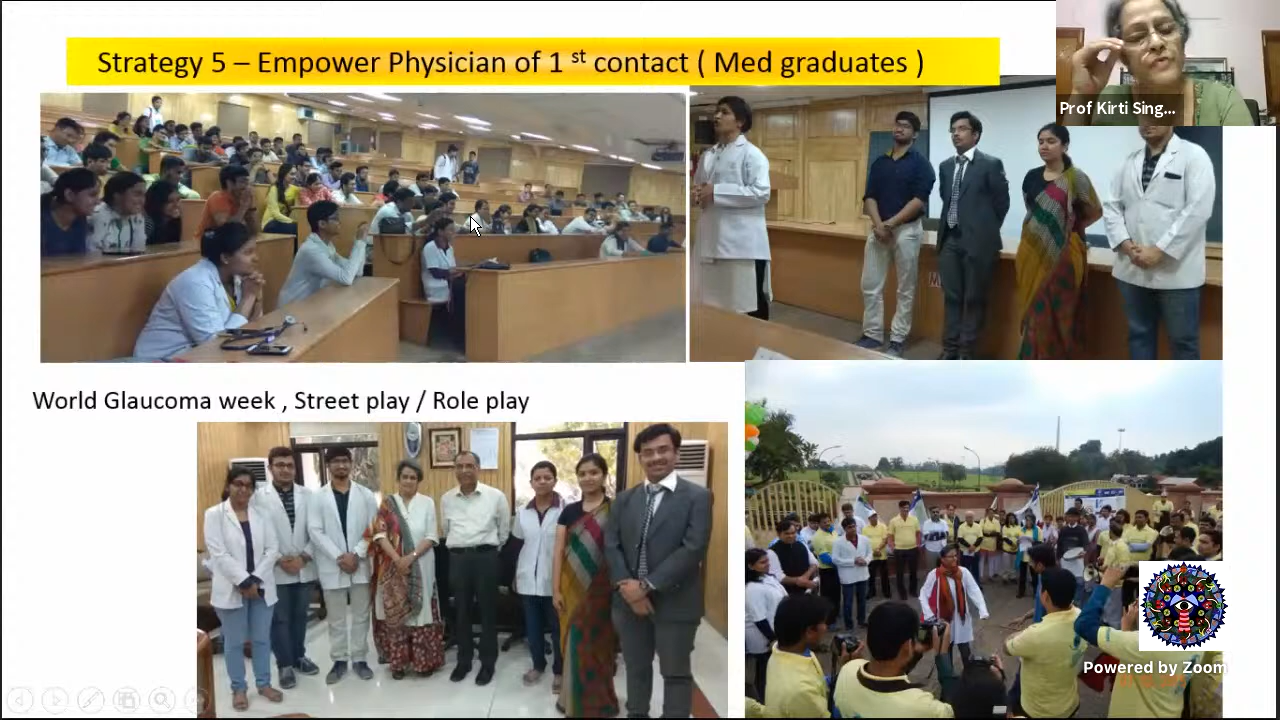 Strategy 5 – Empower Physician of 1 st contact ( Med graduates )
Prof Kirti Sing...
World Glaucoma week , Street play / Role play
Powered by Zoom